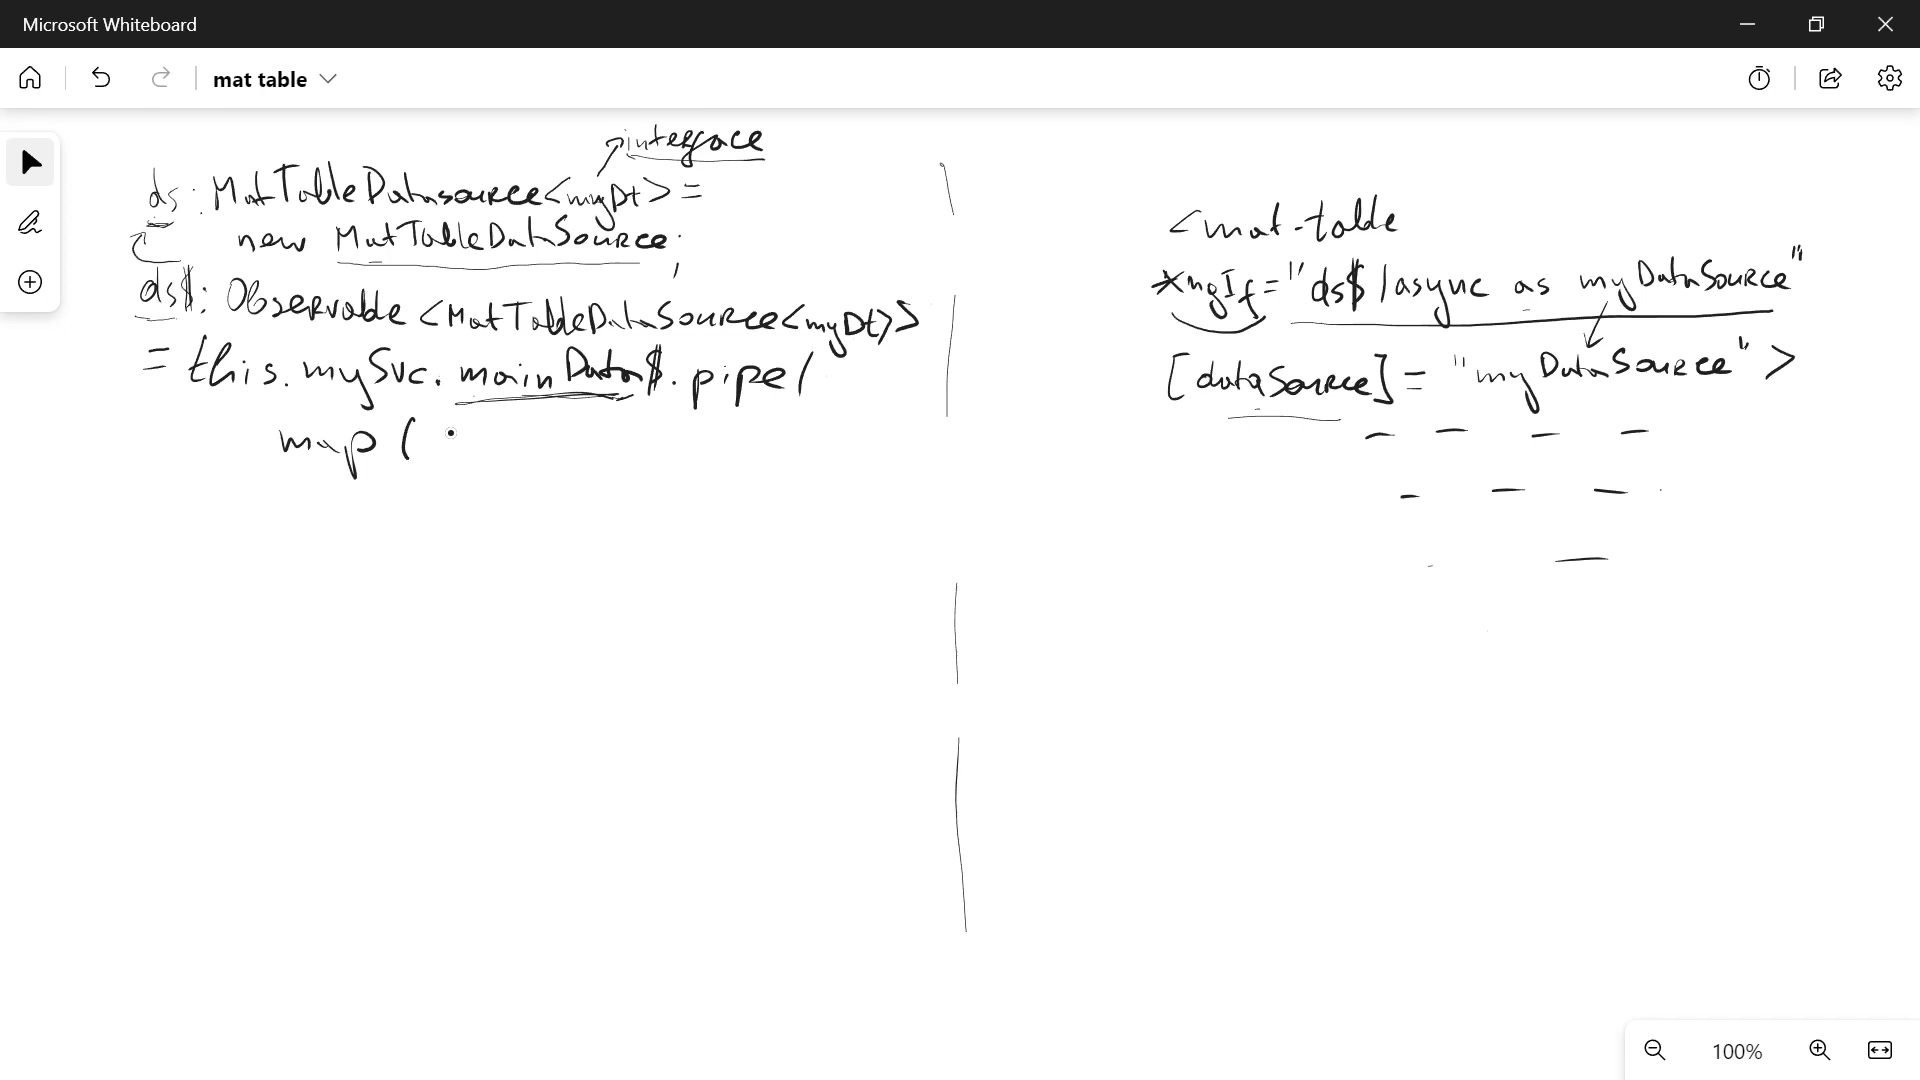 Microsoft Whiteboard
mat table
interface
ds: MatTableDatasource<myDt> =
new MatTableDataSource;
ds$: Observable <MatTableDataSource<myDt>>
= this.mySvc.mainData$.pipe(
map (
<mat-table
*ngIf="ds$ | async as myDataSource"
[dataSource] = "myDataSource">
100%